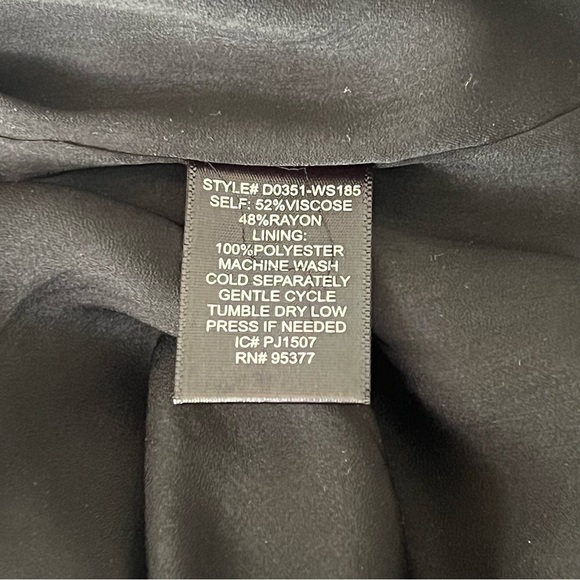 STYLE# D0351-WS185
SELF: 52%VISCOSE
48%RAYON
LINING:
100%POLYESTER
MACHINE WASH
COLD SEPARATELY
GENTLE CYCLE
TUMBLE DRY LOW
PRESS IF NEEDED
IC# PJ1507
RN# 95377